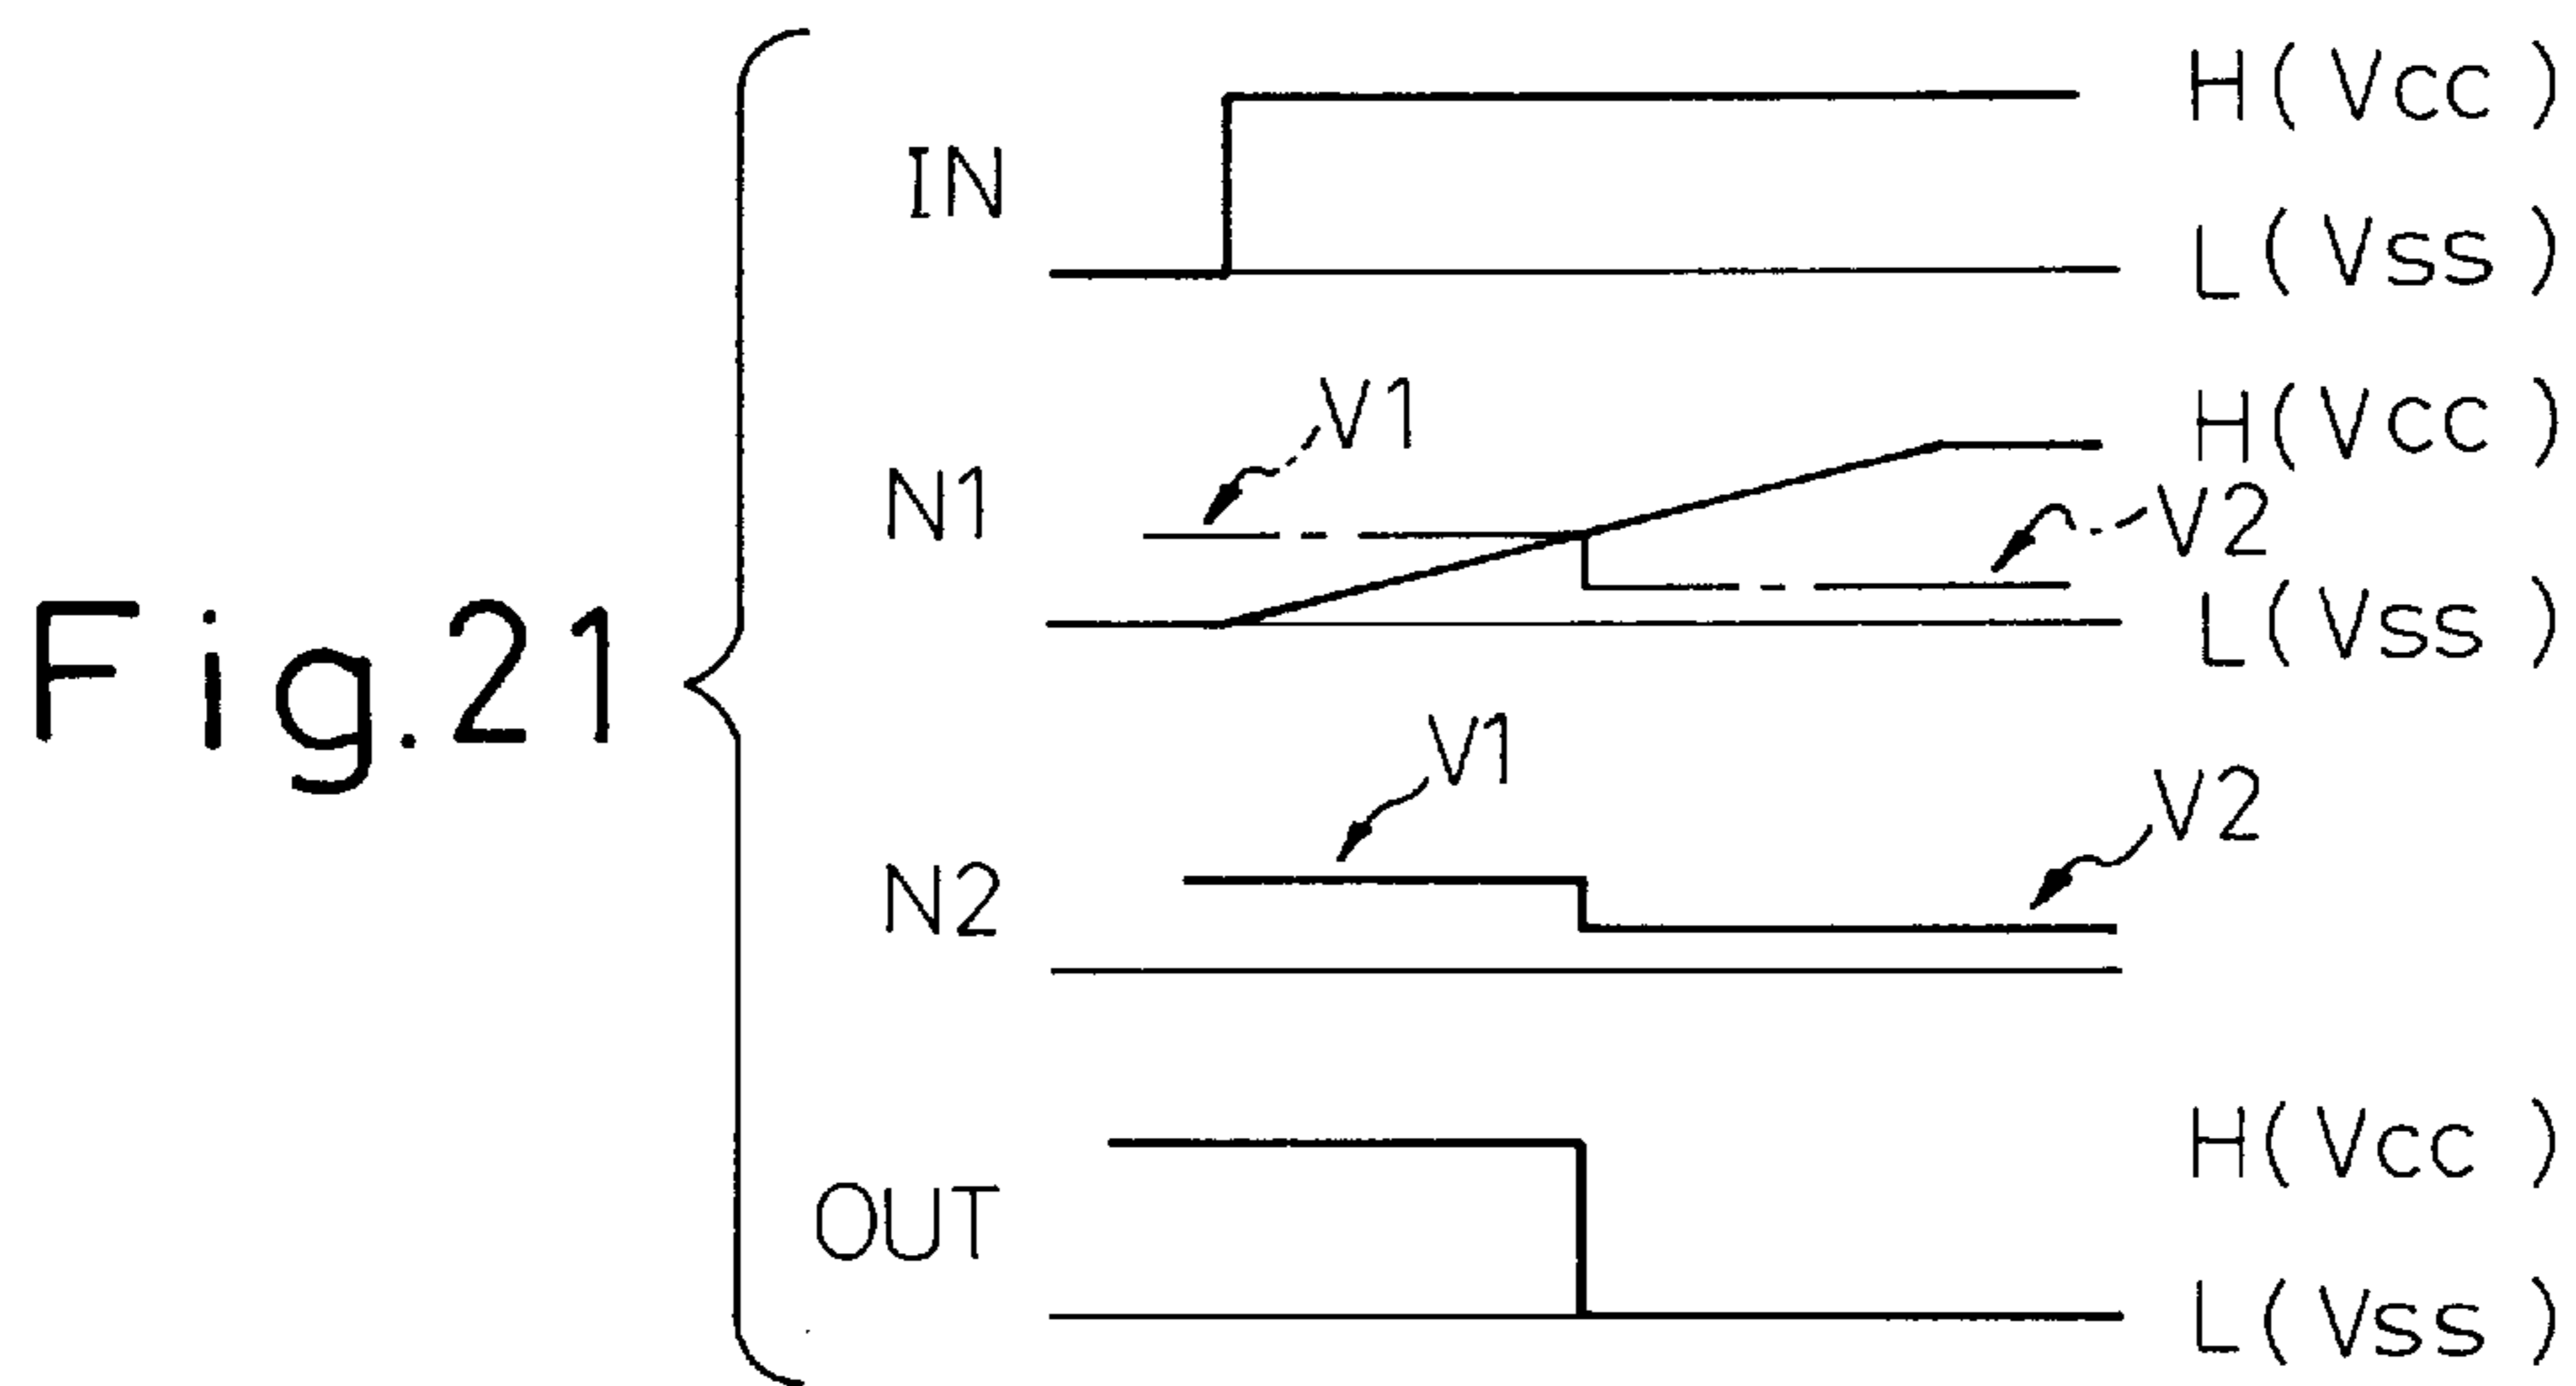 Fig.21
IN
H(Vcc)
L(Vss)
N1
V1
V2
H(Vcc)
L(Vss)
N2
V1
V2
OUT
H(Vcc)
L(Vss)